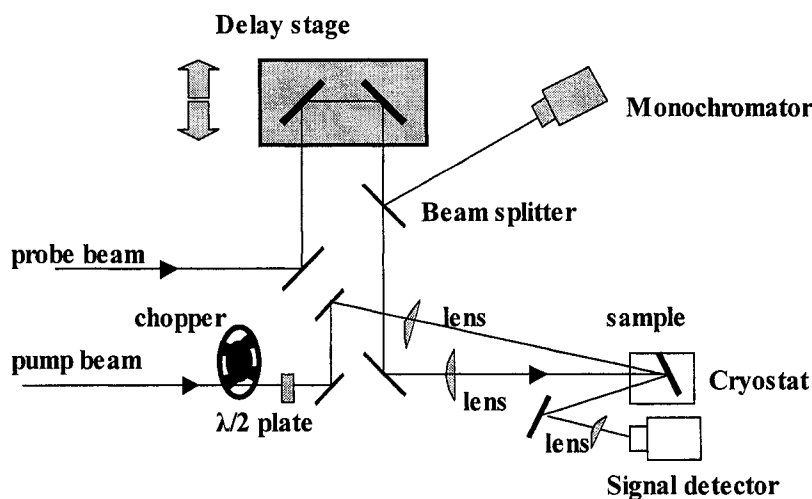 Delay stage
Monochromator
Beam splitter
probe beam
chopper
lens
sample
pump beam
Cryostat
λ/2 plate
lens
lens
Signal detector